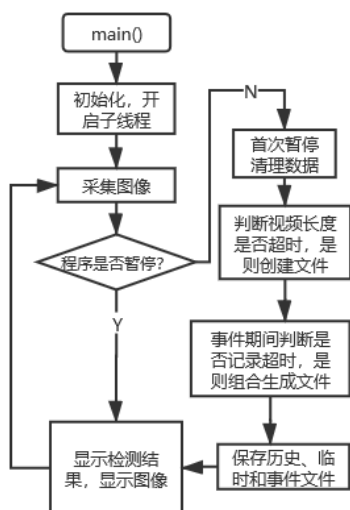 main()
初始化，开
启子线程
采集图像
程序是否暂停?
Y
显示检测结
果，显示图像
N
首次暂停
清理数据
判断视频长度
是否超时，是
则创建文件
事件期间判断是
否记录超时，是
则组合生成文件
保存历史、临
时和事件文件